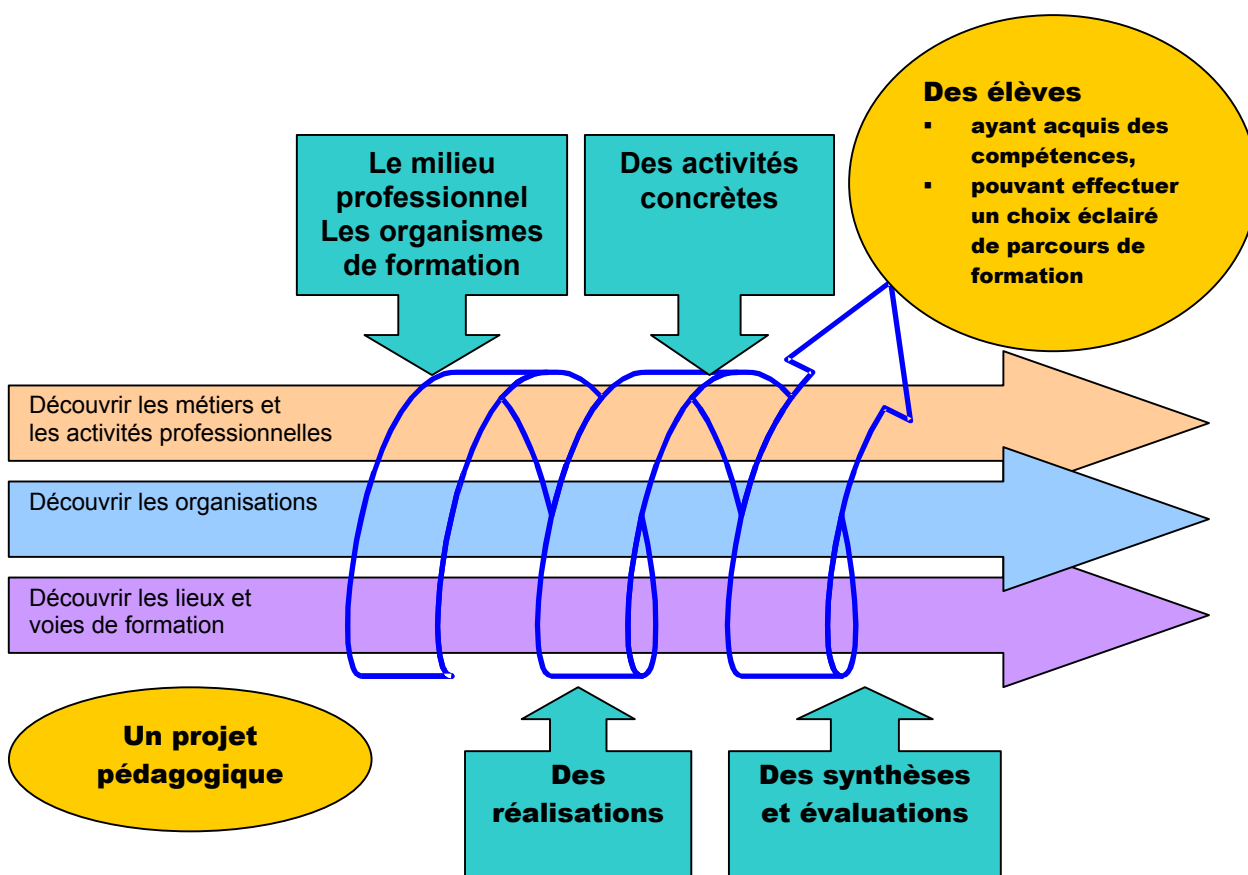 Des élèves
▪ ayant acquis des
compétences,
▪ pouvant effectuer
un choix éclairé
de parcours de
formation
Le milieu
professionnel
Les organismes
de formation
Des activités
concrètes
Découvrir les métiers et
les activités professionnelles
Découvrir les organisations
Découvrir les lieux et
voies de formation
Un projet
pédagogique
Des
réalisations
Des synthèses
et évaluations